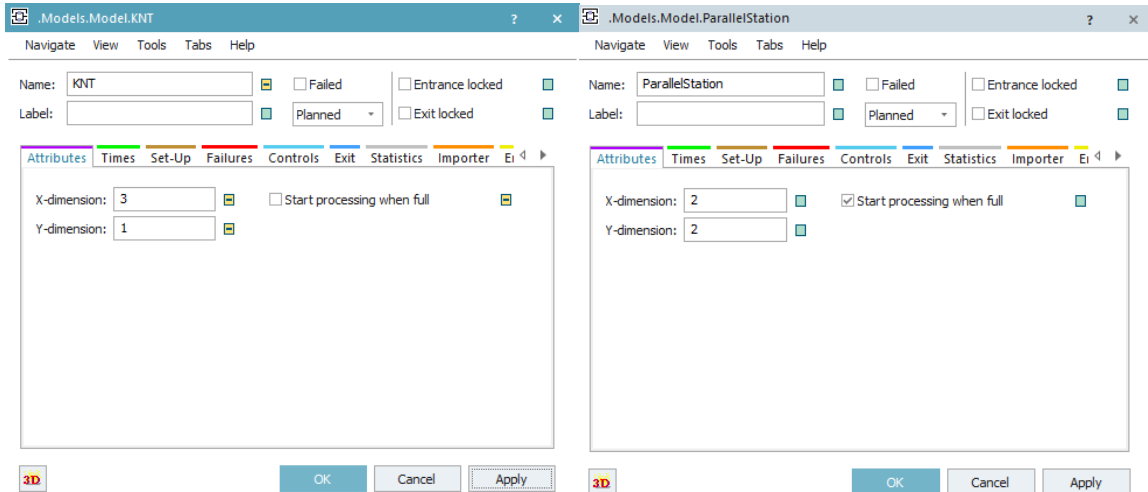 .Models.Model.KNT ? ×
Navigate View Tools Tabs Help
Name: KNT Failed Entrance locked
Label: Planned Exit locked
Attributes Times Set-Up Failures Controls Exit Statistics Importer
X-dimension: 3 Start processing when full
Y-dimension: 1
3D OK Cancel Apply
.Models.Model.ParallelStation ? ×
Navigate View Tools Tabs Help
Name: ParallelStation Failed Entrance locked
Label: Planned Exit locked
Attributes Times Set-Up Failures Controls Exit Statistics Importer
X-dimension: 2 Start processing when full
Y-dimension: 2
3D OK Cancel Apply